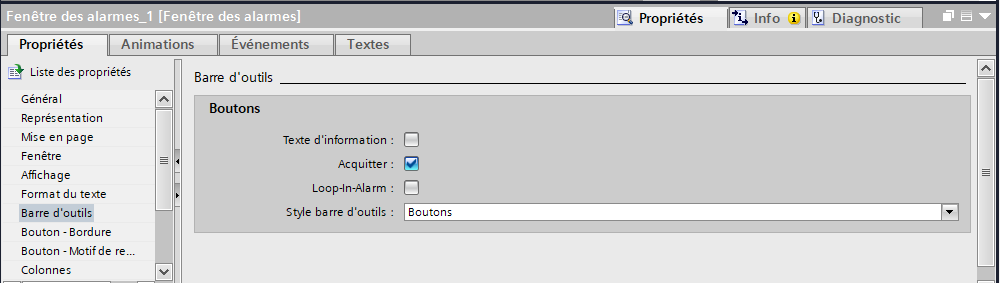 Fenêtre des alarmes_1 [Fenêtre des alarmes]
Propriétés
Info
Diagnostic
Propriétés
Animations
Événements
Textes
Liste des propriétés
Général
Représentation
Mise en page
Fenêtre
Affichage
Format du texte
Barre d'outils
Bouton - Bordure
Bouton - Motif de re...
Colonnes
Barre d'outils
Boutons
Texte d'information :
Acquitter :
Loop-In-Alarm :
Style barre d'outils : Boutons